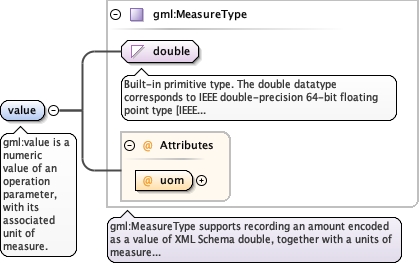 gml:MeasureType
double
Built-in primitive type. The double datatype
corresponds to IEEE double-precision 64-bit floating
point type [IEEE...
value
gml:value is a
numeric
value of an
operation
parameter,
with its
associated
unit of
measure.
@ Attributes
@ uom
gml:MeasureType supports recording an amount encoded
as a value of XML Schema double, together with a units of
measure...